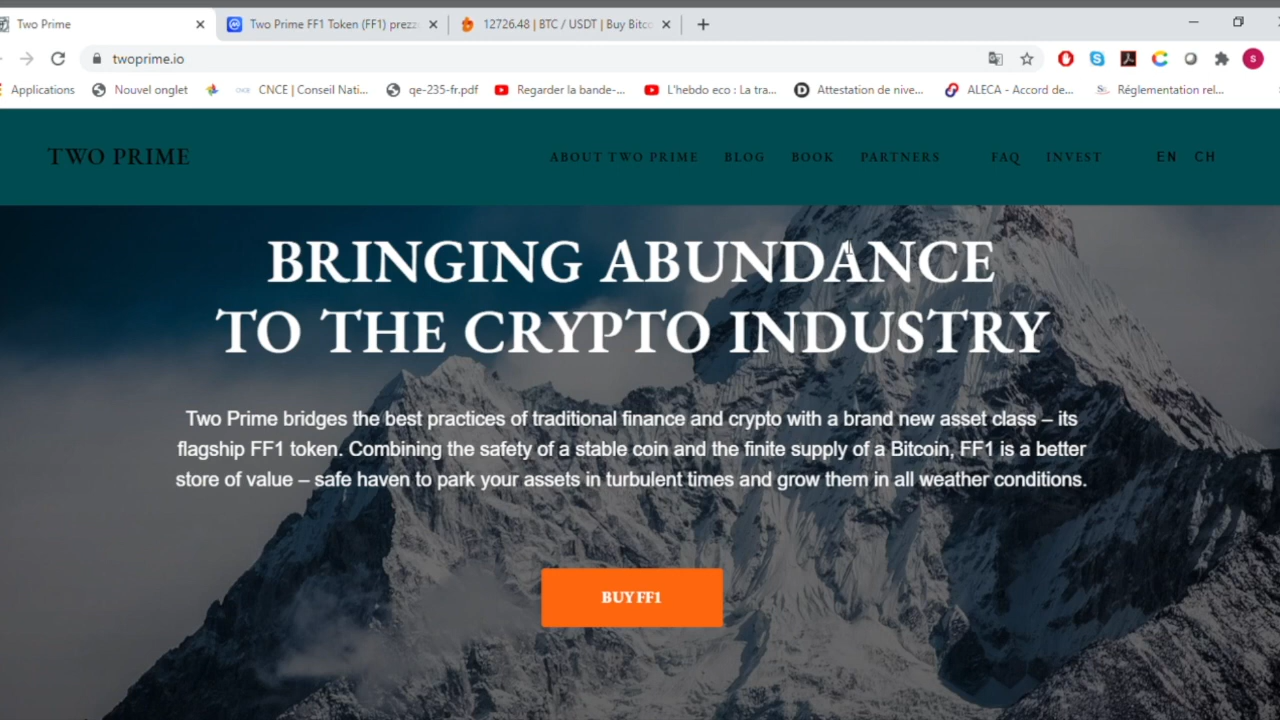 Two Prime
Two Prime FF1 Token (FF1) prezz
12726.48 | BTC / USDT | Buy Bitco
twoprime.io
S
Applications
Nouvel onglet
CNCE
CNCE | Conseil Nati...
qe-235-fr.pdf
Regarder la bande-...
L'hebdo eco : La tra...
Attestation de nive...
ALECA - Accord de...
Réglementation rel...
TWO PRIME
ABOUT TWO PRIME
BLOG
BOOK
PARTNERS
FAQ
INVEST
EN
CH
BRINGING ABUNDANCE
TO THE CRYPTO INDUSTRY
Two Prime bridges the best practices of traditional finance and crypto with a brand new asset class – its
flagship FF1 token. Combining the safety of a stable coin and the finite supply of a Bitcoin, FF1 is a better
store of value – safe haven to park your assets in turbulent times and grow them in all weather conditions.
BUY FF1